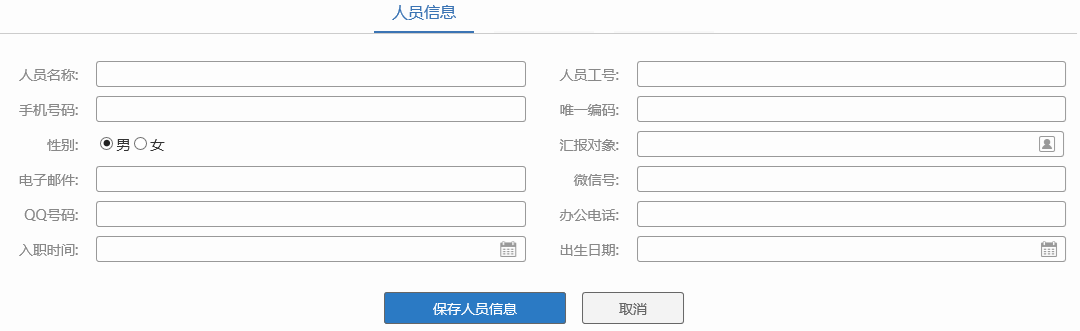 人员信息
人员名称: 人员工号:
手机号码: 唯一编码:
性别: 男 女 汇报对象:
电子邮件: 微信号:
QQ号码: 办公电话:
入职时间: 出生日期:
保存人员信息 取消